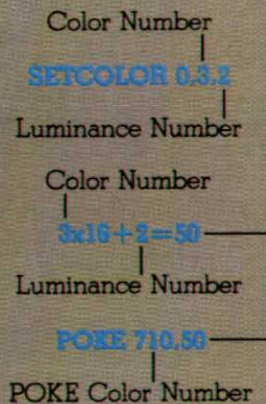 Color Number
SETCOLOR 0,3,2
Luminance Number
Color Number
3x16+2=50
Luminance Number
POKE 710,50
POKE Color Number